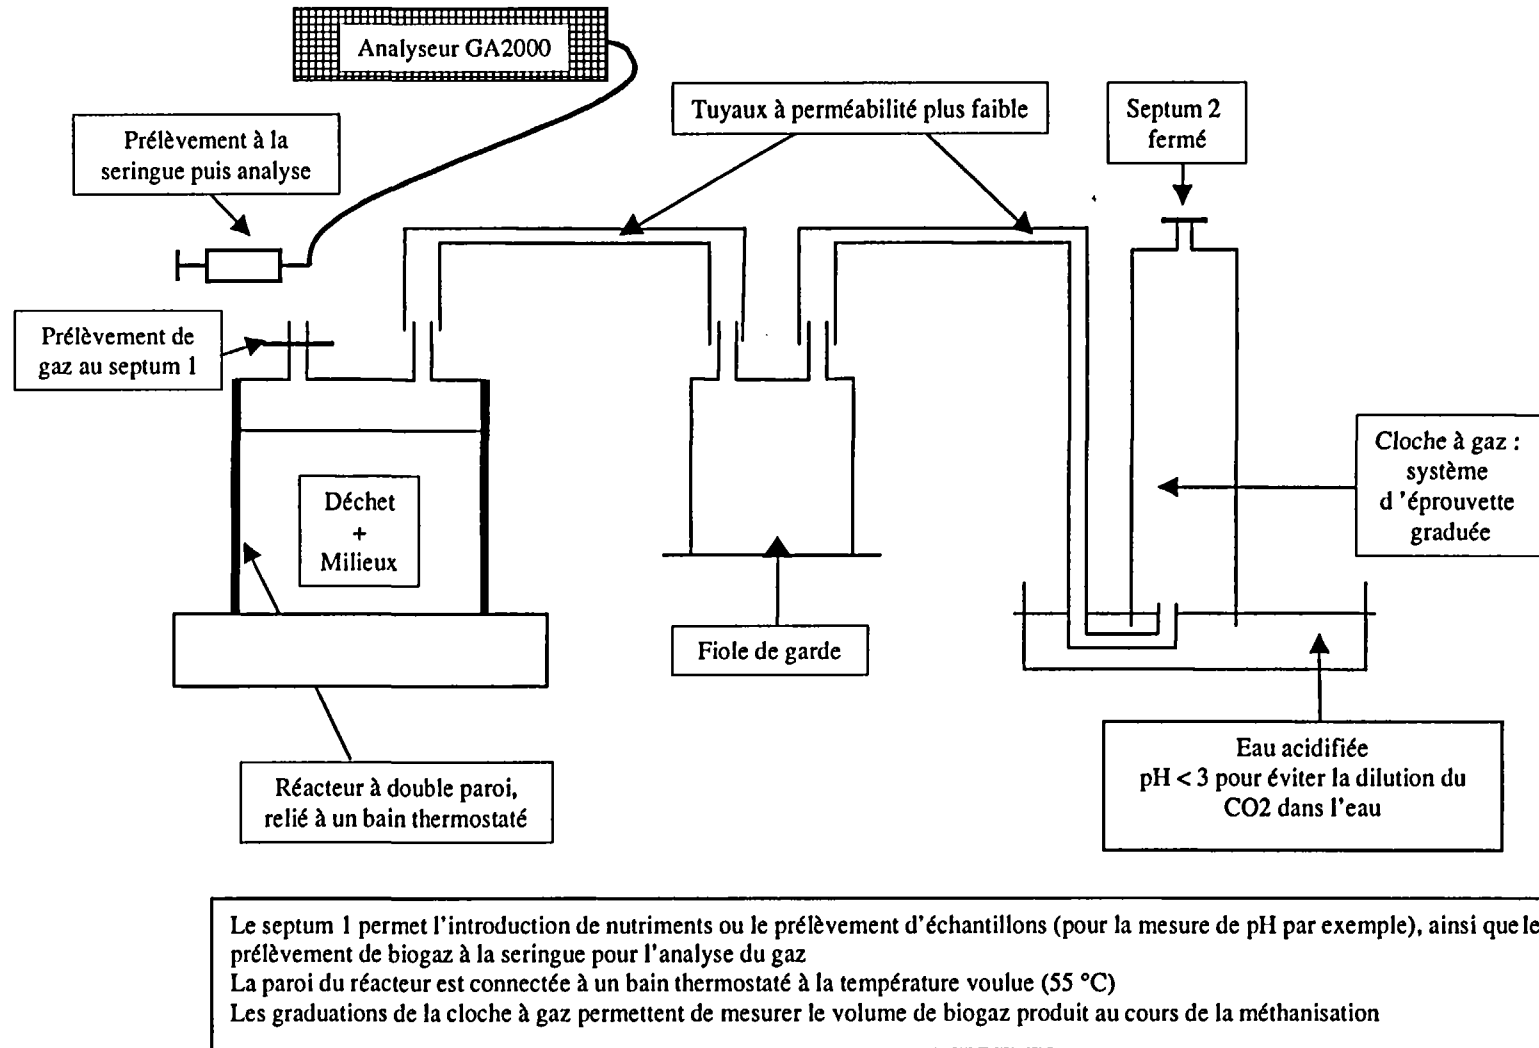 Analyseur GA2000
Prélèvement à la
seringue puis analyse
Tuyaux à perméabilité plus faible
Septum 2
fermé
Prélèvement de
gaz au septum 1
Déchet
+
Milieux
Cloche à gaz :
système
d 'éprouvette
graduée
Fiole de garde
Réacteur à double paroi,
relié à un bain thermostaté
Eau acidifiée
pH < 3 pour éviter la dilution du
CO2 dans l'eau
Le septum 1 permet l'introduction de nutriments ou le prélèvement d'échantillons (pour la mesure de pH par exemple), ainsi que le
prélèvement de biogaz à la seringue pour l'analyse du gaz
La paroi du réacteur est connectée à un bain thermostaté à la température voulue (55 °C)
Les graduations de la cloche à gaz permettent de mesurer le volume de biogaz produit au cours de la méthanisation